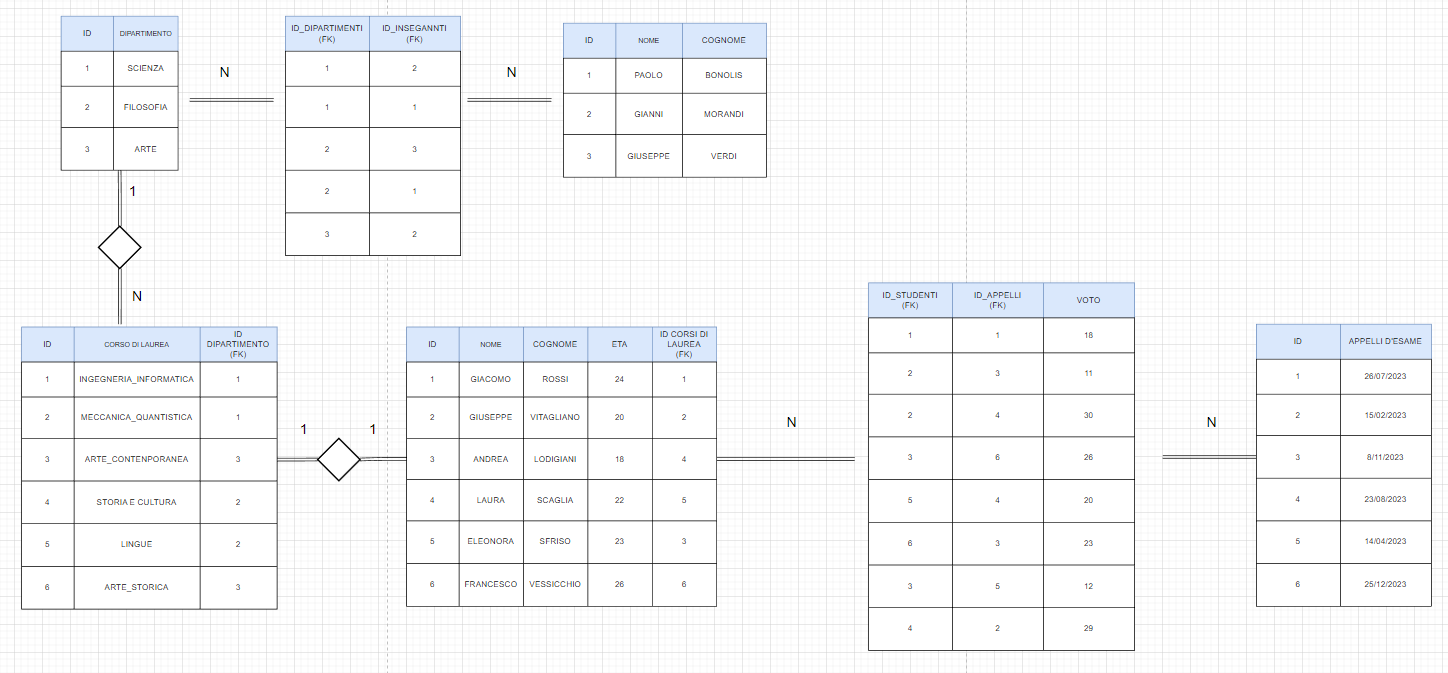 ID DIPARTIMENTO
1 SCIENZA
2 FILOSOFIA
3 ARTE
N
ID_DIPARTIMENTI (FK) ID_INSEGANNTI (FK)
1 2
1 1
2 3
2 1
3 2
N
ID NOME COGNOME
1 PAOLO BONOLIS
2 GIANNI MORANDI
3 GIUSEPPE VERDI
1
N
ID CORSO DI LAUREA ID DIPARTIMENTO (FK)
1 INGEGNERIA_INFORMATICA 1
2 MECCANICA_QUANTISTICA 1
3 ARTE_CONTENPORANEA 3
4 STORIA E CULTURA 2
5 LINGUE 2
6 ARTE_STORICA 3
1
1
ID NOME COGNOME ETA ID CORSI DI LAUREA (FK)
1 GIACOMO ROSSI 24 1
2 GIUSEPPE VITAGLIANO 20 2
3 ANDREA LODIGIANI 18 4
4 LAURA SCAGLIA 22 5
5 ELEONORA SFRISO 23 3
6 FRANCESCO VESSICCHIO 26 6
N
ID_STUDENTI (FK) ID_APPELLI (FK) VOTO
1 1 18
2 3 11
2 4 30
3 6 26
5 4 20
6 3 23
3 5 12
4 2 29
N
ID APPELLI D'ESAME
1 26/07/2023
2 15/02/2023
3 8/11/2023
4 23/08/2023
5 14/04/2023
6 25/12/2023